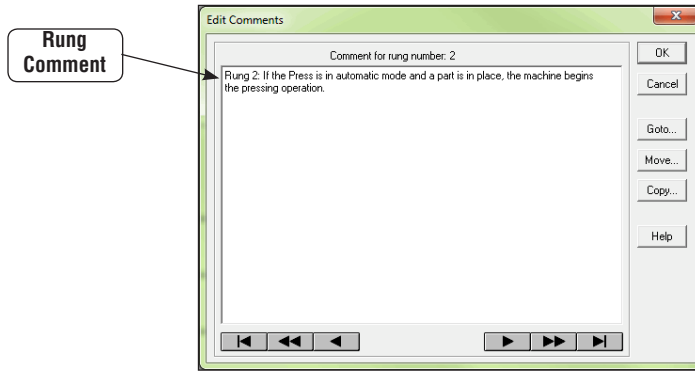 Edit Comments
Rung
Comment
Comment for rung number: 2
Rung 2: If the Press is in automatic mode and a part is in place, the machine begins
the pressing operation.
OK
Cancel
Goto...
Move...
Copy...
Help